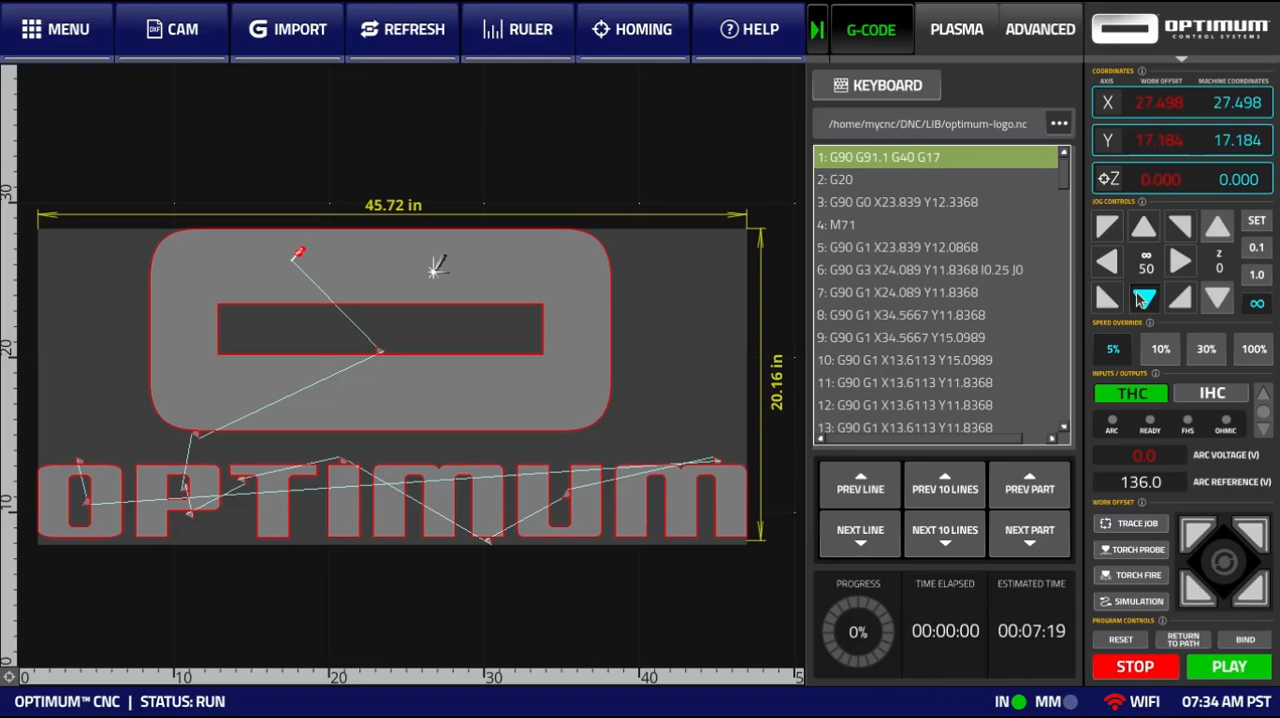 MENU
DXF CAM
G IMPORT
REFRESH
RULER
HOMING
HELP
G-CODE
PLASMA
ADVANCED
OPTIMUM™
CONTROL SYSTEMS
KEYBOARD
/home/mycnc/DNC/LIB/optimum-logo.nc
1: G90 G91.1 G40 G17
2: G20
3: G90 G0 X23.839 Y12.3368
4: M71
5: G90 G1 X23.839 Y12.0868
6: G90 G3 X24.089 Y11.8368 I0.25 J0
7: G90 G1 X24.089 Y11.8368
8: G90 G1 X34.5667 Y11.8368
9: G90 G1 X34.5667 Y15.0989
10: G90 G1 X13.6113 Y15.0989
11: G90 G1 X13.6113 Y11.8368
12: G90 G1 X13.6113 Y11.8368
13: G90 G1 X24.089 Y11.8368
PREV LINE
PREV 10 LINES
PREV PART
NEXT LINE
NEXT 10 LINES
NEXT PART
PROGRESS
TIME ELAPSED
ESTIMATED TIME
0%
00:00:00
00:07:19
COORDINATES
AXIS
WORK OFFSET
MACHINE COORDINATES
X 27.498 27.498
Y 17.184 17.184
Z 0.000 0.000
JOG CONTROLS
∞
50
Z
0
SET
0.1
1.0
∞
SPEED OVERRIDE
5%
10%
30%
100%
INPUTS / OUTPUTS
THC
IHC
ARC
READY
FHS
OHMIC
0.0
ARC VOLTAGE (V)
136.0
ARC REFERENCE (V)
WORK OFFSET
TRACE JOB
TORCH PROBE
TORCH FIRE
SIMULATION
PROGRAM CONTROLS
RESET
RETURN
TO PATH
BIND
STOP
PLAY
45.72 in
20.16 in
OPTIMUM
30
20
10
0
0
10
20
30
40
5
OPTIMUM™ CNC | STATUS: RUN
IN
MM
WIFI
07:34 AM PST